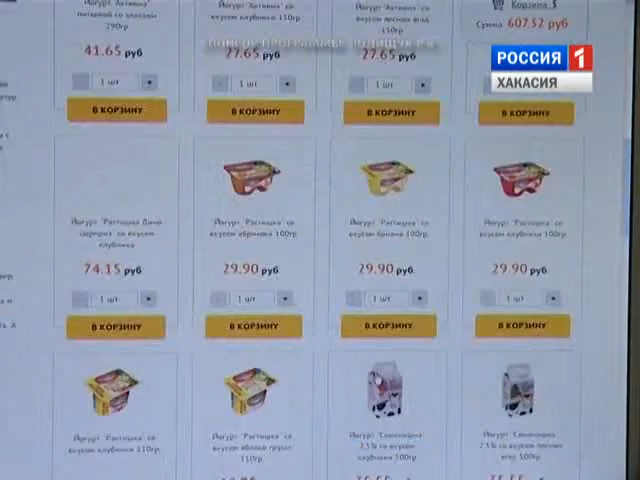 Йогурт "Активиа"
питьевой со злаками
290гр
41.65 руб
1 шт
В КОРЗИНУ
Йогурт "Активиа" со
вкусом клубники 150гр
27.65 руб
1 шт
В КОРЗИНУ
Йогурт "Активиа" со
вкусом лесных ягод
150гр
27.65 руб
1 шт
В КОРЗИНУ
Корзина 5
Сумма 607.32 руб
РОССИЯ 1
ХАКАСИЯ
В КОРЗИНУ
Йогурт "Растишка Дино
сюрприз" со вкусом
клубника
74.15 руб
1 шт
В КОРЗИНУ
Йогурт "Растишка" со
вкусом абрикоса 100гр
29.90 руб
1 шт
В КОРЗИНУ
Йогурт "Растишка" со
вкусом банана 100гр
29.90 руб
1 шт
В КОРЗИНУ
Йогурт "Растишка" со
вкусом клубники 100гр
29.90 руб
1 шт
В КОРЗИНУ
Йогурт "Растишка" со
вкусом клубники 110гр
Йогурт "Растишка" со
вкусом яблока груши
110гр
Йогурт
2,5% со вкусом
клубники 500гр
Йогурт
2,5% со вкусом лесных
ягод 500гр